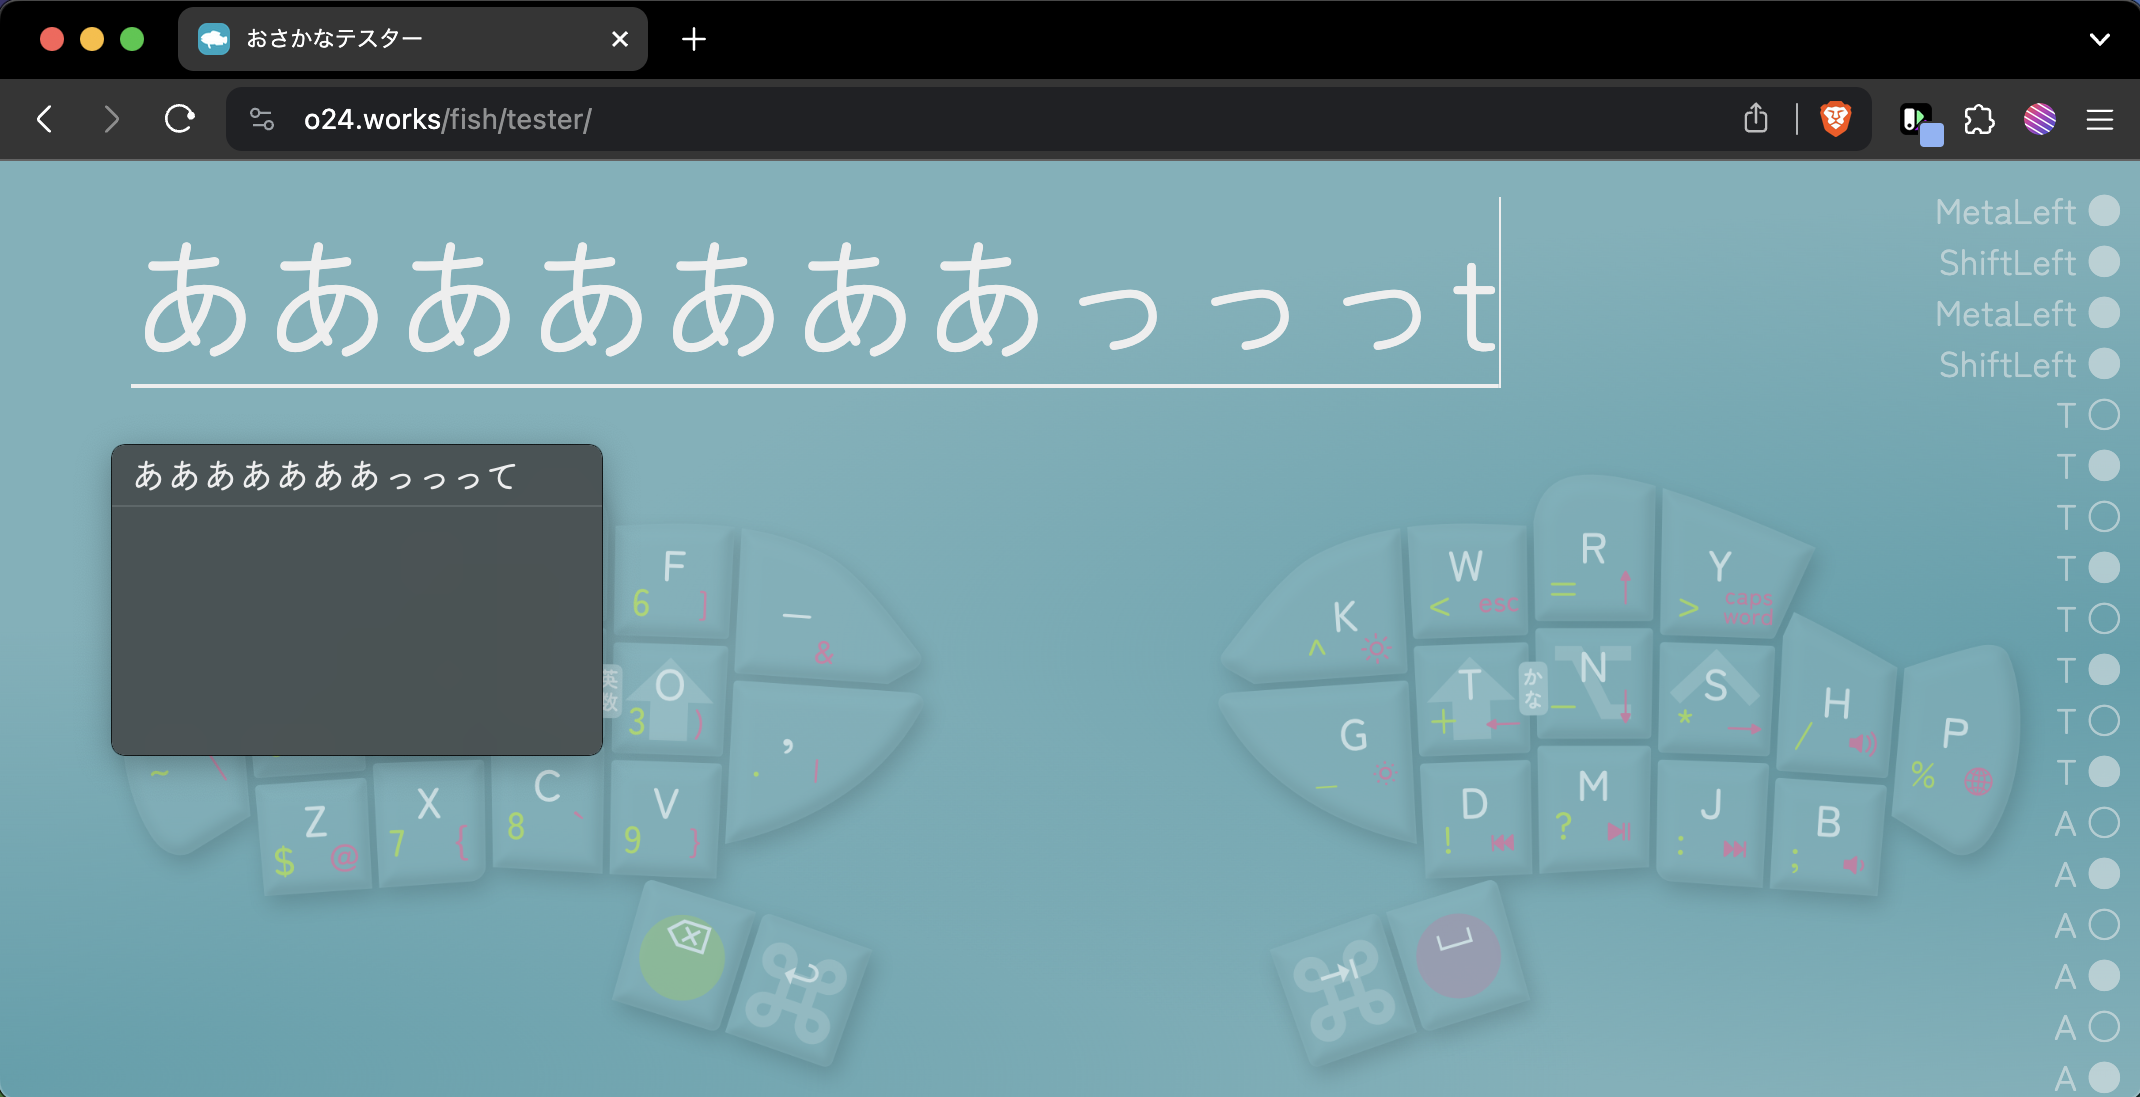 おさかなテスター
o24.works/fish/tester/
あああああああっっっt
あああああああっっって
MetaLeft
ShiftLeft
MetaLeft
ShiftLeft
T
T
T
T
T
T
T
T
A
A
A
A
A
A
F
6 ]
—
&
英数
O
3 )
,
. |
~ \
Z
$ @
X
7 {
C
8 `
V
9 }
K
^
W
< esc
R
= ↑
Y
> caps word
G
_
T
+ ←
かな
N
− ↓
S
* →
H
/
P
%
D
!
M
?
J
:
B
;